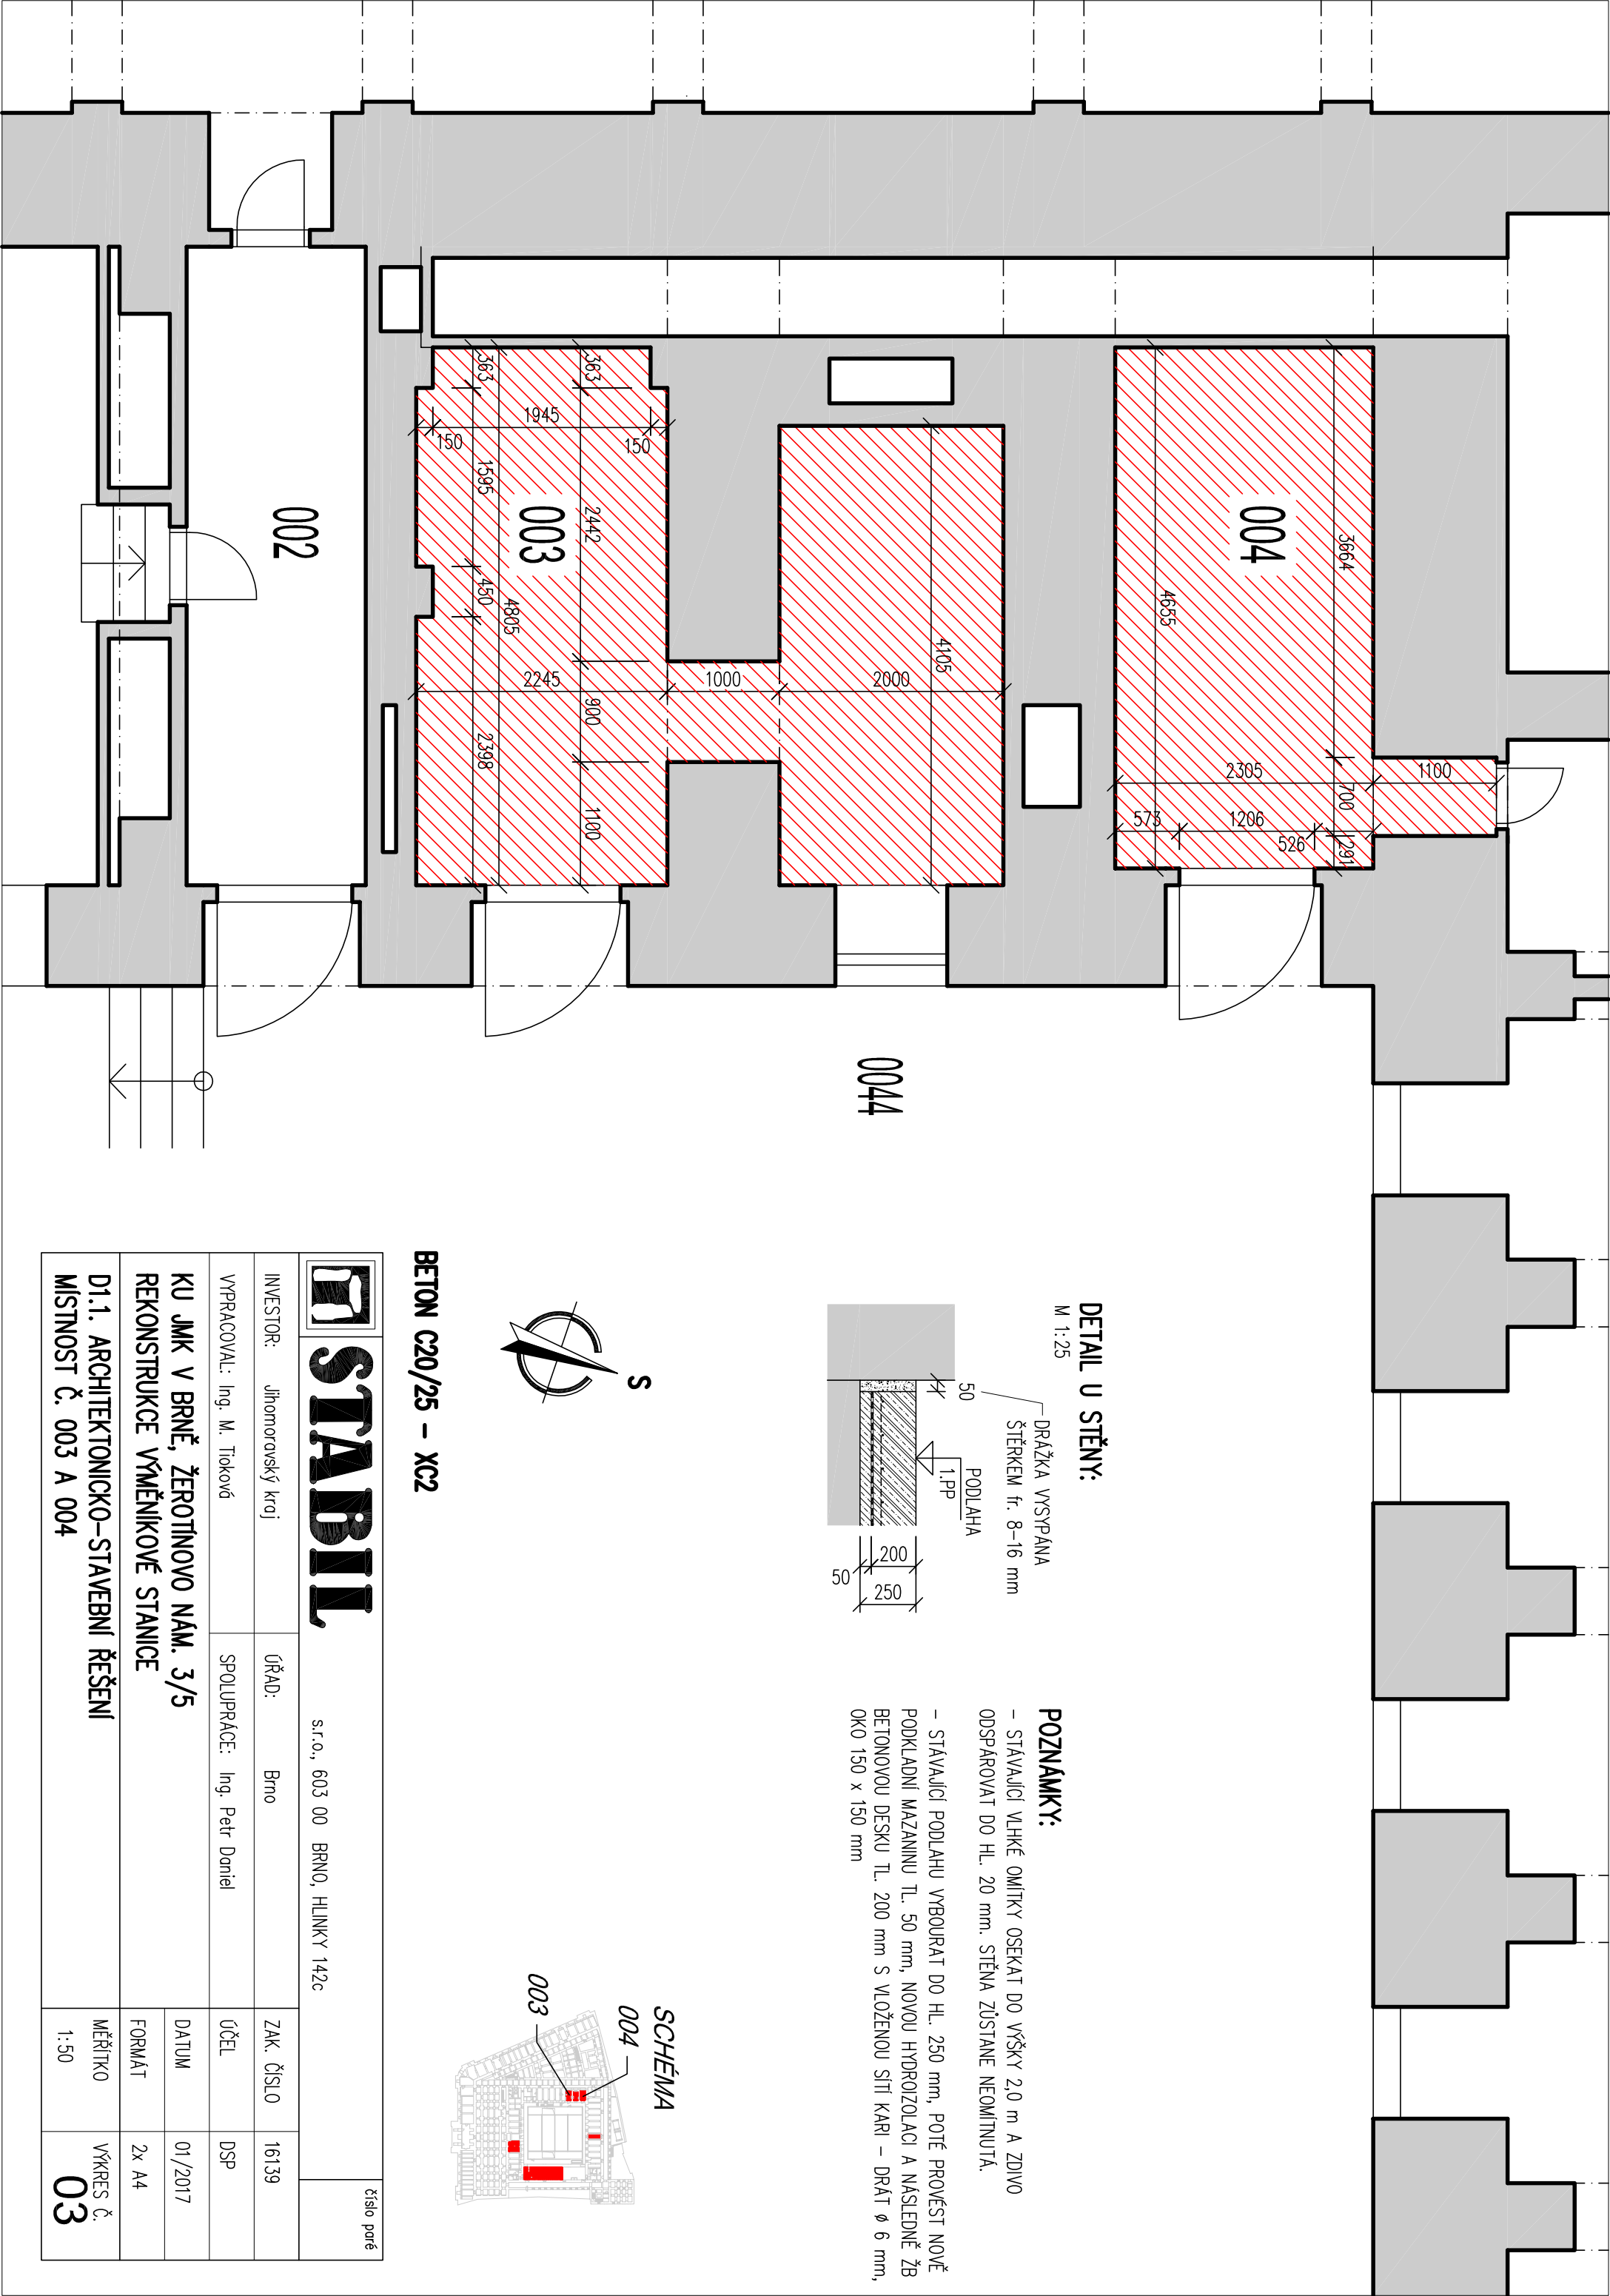 002
003
004
0044
363
1595
450
2398
4805
363
2442
900
1100
1945
150
150
2245
1000
2000
4105
4655
3664
700
291
2305
1100
573
1206
526
DETAIL U STĚNY:
M 1:25
DRÁŽKA VYSYPÁNA
ŠTĚRKEM fr. 8-16 mm
50
PODLAHA
1.PP
200
50
250
POZNÁMKY:
- STÁVAJÍCÍ VLHKÉ OMÍTKY OSEKAT DO VÝŠKY 2,0 m A ZDIVO
ODSPÁROVAT DO HL. 20 mm. STĚNA ZŮSTANE NEOMÍTNUTÁ.
- STÁVAJÍCÍ PODLAHU VYBOURAT DO HL. 250 mm, POTÉ PROVÉST NOVĚ
PODKLADNÍ MAZANINU TL. 50 mm, NOVOU HYDROIZOLACI A NÁSLEDNĚ ŽB
BETONOVOU DESKU TL. 200 mm S VLOŽENOU SÍTÍ KARI - DRÁT ø 6 mm,
OKO 150 x 150 mm
S
SCHÉMA
004
003
BETON C20/25 - XC2
STABIL
s.r.o., 603 00 BRNO, HLINKY 142c
číslo paré
INVESTOR: Jihomoravský kraj
ÚŘAD: Brno
ZAK. ČÍSLO 16139
VYPRACOVAL: Ing. M. Tioková
SPOLUPRÁCE: Ing. Petr Daniel
ÚČEL DSP
KU JMK V BRNĚ, ŽEROTÍNOVO NÁM. 3/5
REKONSTRUKCE VÝMĚNÍKOVÉ STANICE
DATUM 01/2017
FORMÁT 2x A4
D1.1. ARCHITEKTONICKO-STAVEBNÍ ŘEŠENÍ
MÍSTNOST Č. 003 A 004
MĚŘÍTKO
1:50
VÝKRES Č.
03